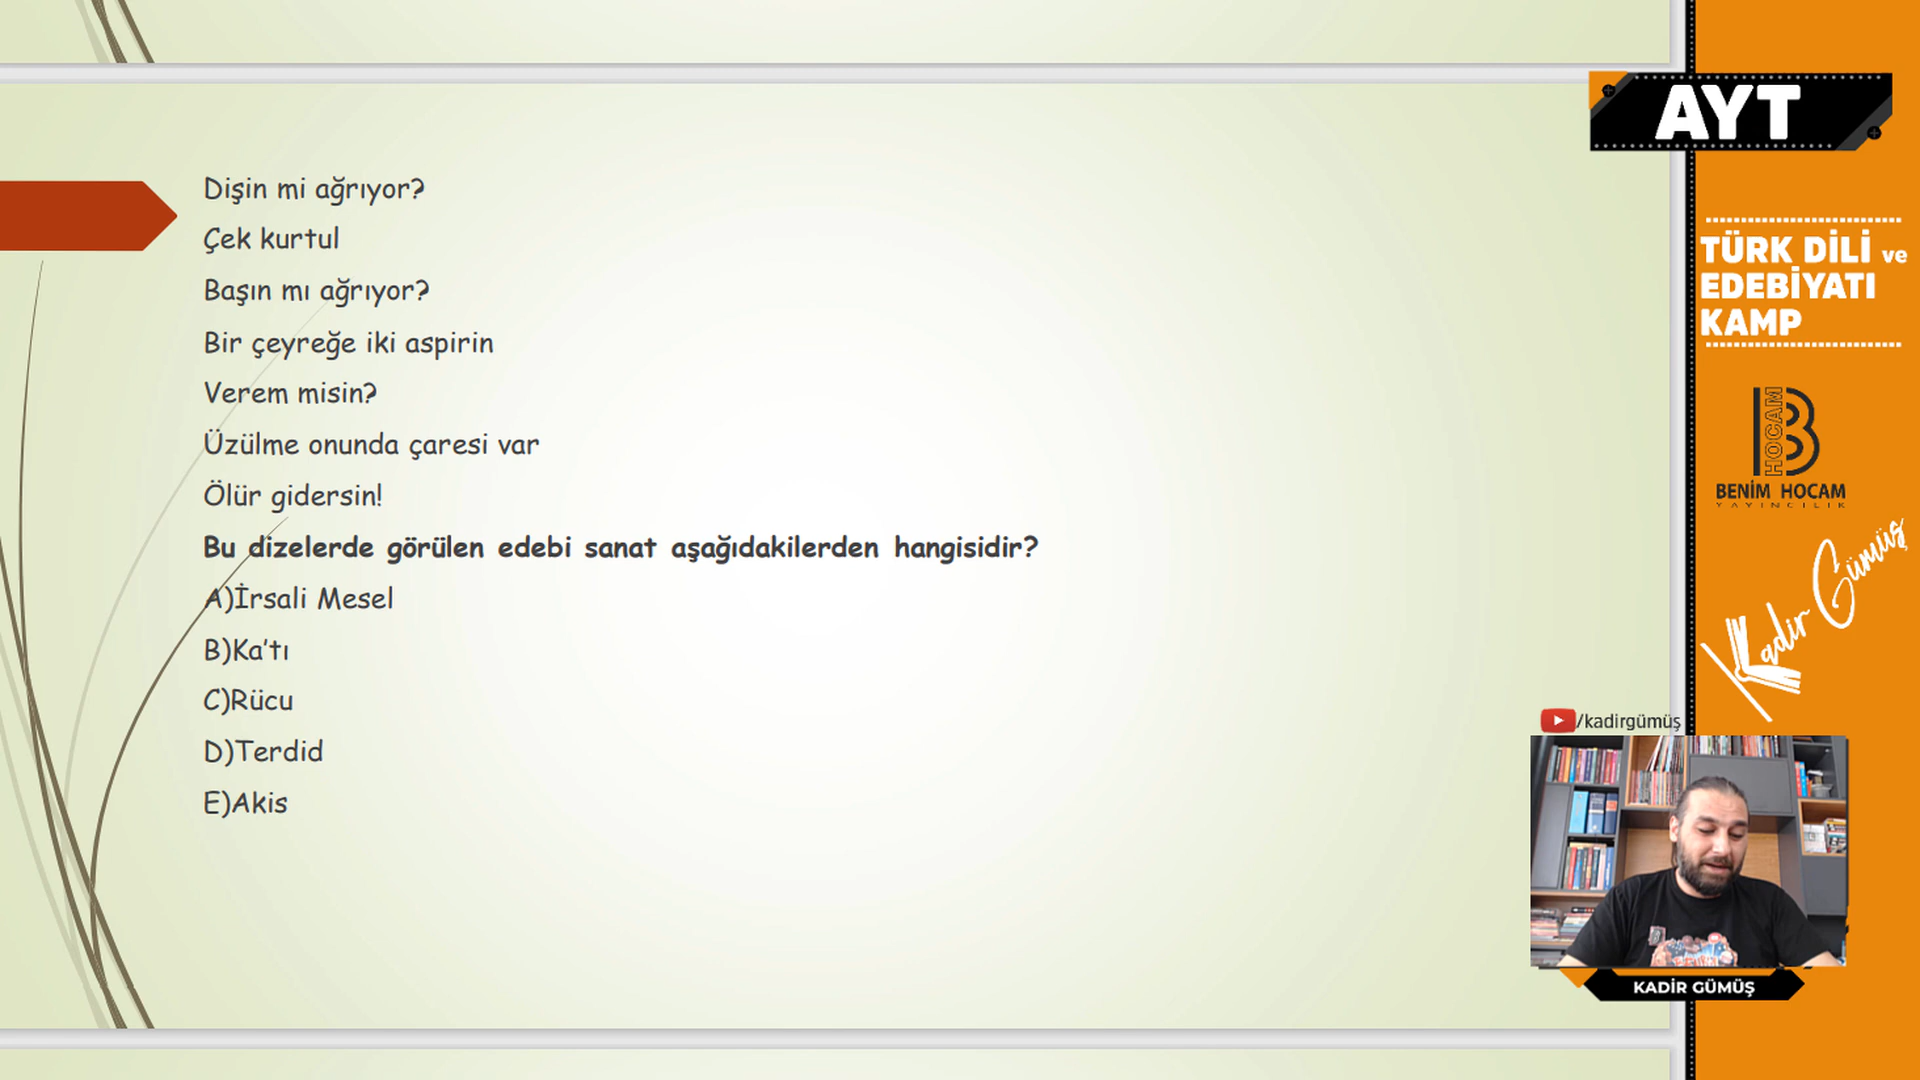 Dişin mi ağrıyor?
Çek kurtul
Başın mı ağrıyor?
Bir çeyreğe iki aspirin
Verem misin?
Üzülme onunda çaresi var
Ölür gidersin!
Bu dizelerde görülen edebi sanat aşağıdakilerden hangisidir?
A)İrsali Mesel
B)Ka'tı
C)Rücu
D)Terdid
E)Akis
AYT
TÜRK DİLİ ve
EDEBİYATI
KAMP
HOCAM
BENİM HOCAM
YAYINCILIK
Kadir Gümüş
/kadirgümüş
KADİR GÜMÜŞ